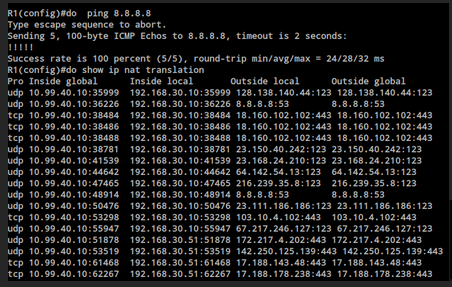 R1(config)#do  ping 8.8.8.8
Type escape sequence to abort.
Sending 5, 100-byte ICMP Echos to 8.8.8.8, timeout is 2 seconds:
!!!!!
Success rate is 100 percent (5/5), round-trip min/avg/max = 24/28/32 ms
R1(config)#do show ip nat translation
Pro Inside global      Inside local       Outside local      Outside global
udp 10.99.40.10:35999  192.168.30.10:35999 128.138.140.44:123 128.138.140.44:123
udp 10.99.40.10:36226  192.168.30.10:36226 8.8.8.8:53         8.8.8.8:53
tcp 10.99.40.10:38484  192.168.30.10:38484 18.160.102.102:443 18.160.102.102:443
tcp 10.99.40.10:38486  192.168.30.10:38486 18.160.102.102:443 18.160.102.102:443
tcp 10.99.40.10:38488  192.168.30.10:38488 18.160.102.102:443 18.160.102.102:443
udp 10.99.40.10:38781  192.168.30.10:38781 23.150.40.242:123  23.150.40.242:123
udp 10.99.40.10:41539  192.168.30.10:41539 23.168.24.210:123  23.168.24.210:123
udp 10.99.40.10:44642  192.168.30.10:44642 64.142.54.13:123   64.142.54.13:123
udp 10.99.40.10:47465  192.168.30.10:47465 216.239.35.8:123   216.239.35.8:123
udp 10.99.40.10:48914  192.168.30.10:48914 8.8.8.8:53         8.8.8.8:53
udp 10.99.40.10:50476  192.168.30.10:50476 23.111.186.186:123 23.111.186.186:123
tcp 10.99.40.10:53298  192.168.30.10:53298 103.10.4.102:443   103.10.4.102:443
udp 10.99.40.10:55947  192.168.30.10:55947 67.217.246.127:123 67.217.246.127:123
udp 10.99.40.10:51878  192.168.30.51:51878 172.217.4.202:443  172.217.4.202:443
udp 10.99.40.10:53519  192.168.30.51:53519 142.250.125.139:443 142.250.125.139:443
tcp 10.99.40.10:61468  192.168.30.51:61468 17.188.143.48:443  17.188.143.48:443
tcp 10.99.40.10:62267  192.168.30.51:62267 17.188.178.238:443 17.188.178.238:443